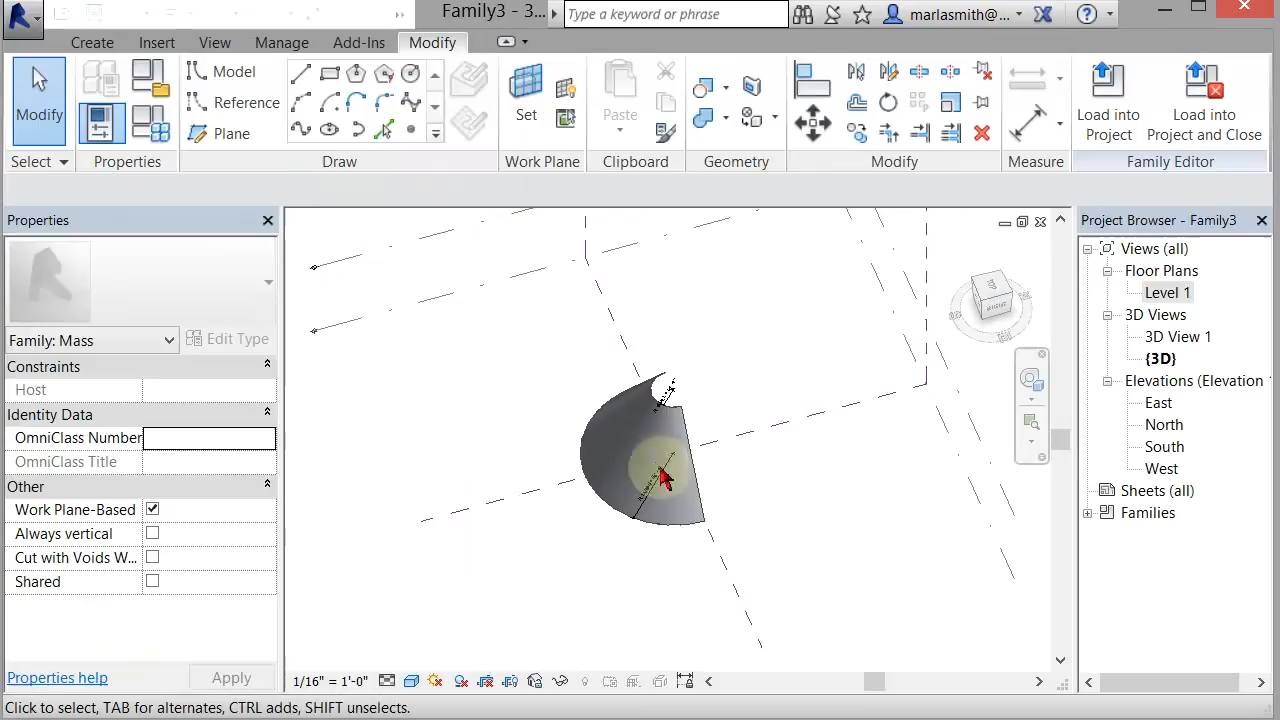 Family3 - 3...
Type a keyword or phrase
marlasmith@...
Create Insert View Manage Add-Ins Modify
Modify
Model
Reference
Plane
Set
Paste
Load into
Project
Load into
Project and Close
Select Properties Draw Work Plane Clipboard Geometry Modify Measure Family Editor
Properties
Family: Mass
Edit Type
Constraints
Host
Identity Data
OmniClass Number
OmniClass Title
Other
Work Plane-Based
Always vertical
Cut with Voids W...
Shared
Properties help
Apply
1/16" = 1'-0"
Project Browser - Family3
Views (all)
Floor Plans
Level 1
3D Views
3D View 1
{3D}
Elevations (Elevation
East
North
South
West
Sheets (all)
Families
Click to select, TAB for alternates, CTRL adds, SHIFT unselects.